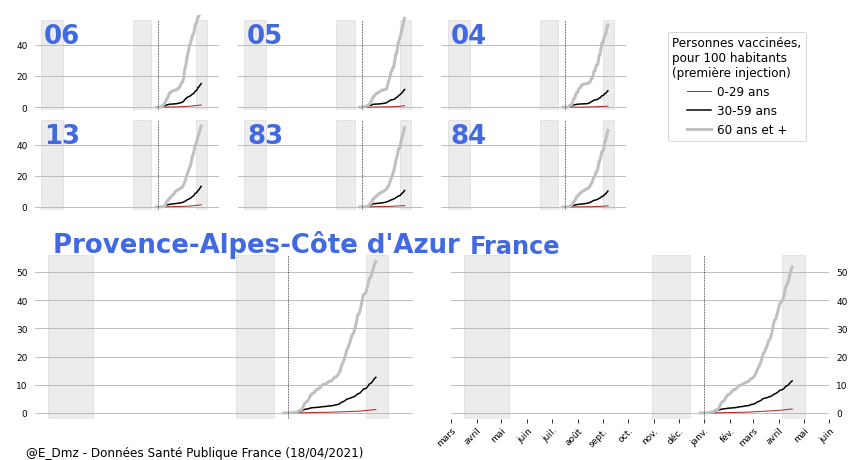 06
05
04
40
20
0
Personnes vaccinées,
pour 100 habitants
(première injection)
0-29 ans
30-59 ans
60 ans et +
13
83
84
40
20
0
Provence-Alpes-Côte d'Azur
France
50
40
30
20
10
0
50
40
30
20
10
0
mars
avril
mai
juin
juil.
août
sept.
oct.
nov.
déc.
janv.
fév.
mars
avril
mai
juin
@E_Dmz - Données Santé Publique France (18/04/2021)